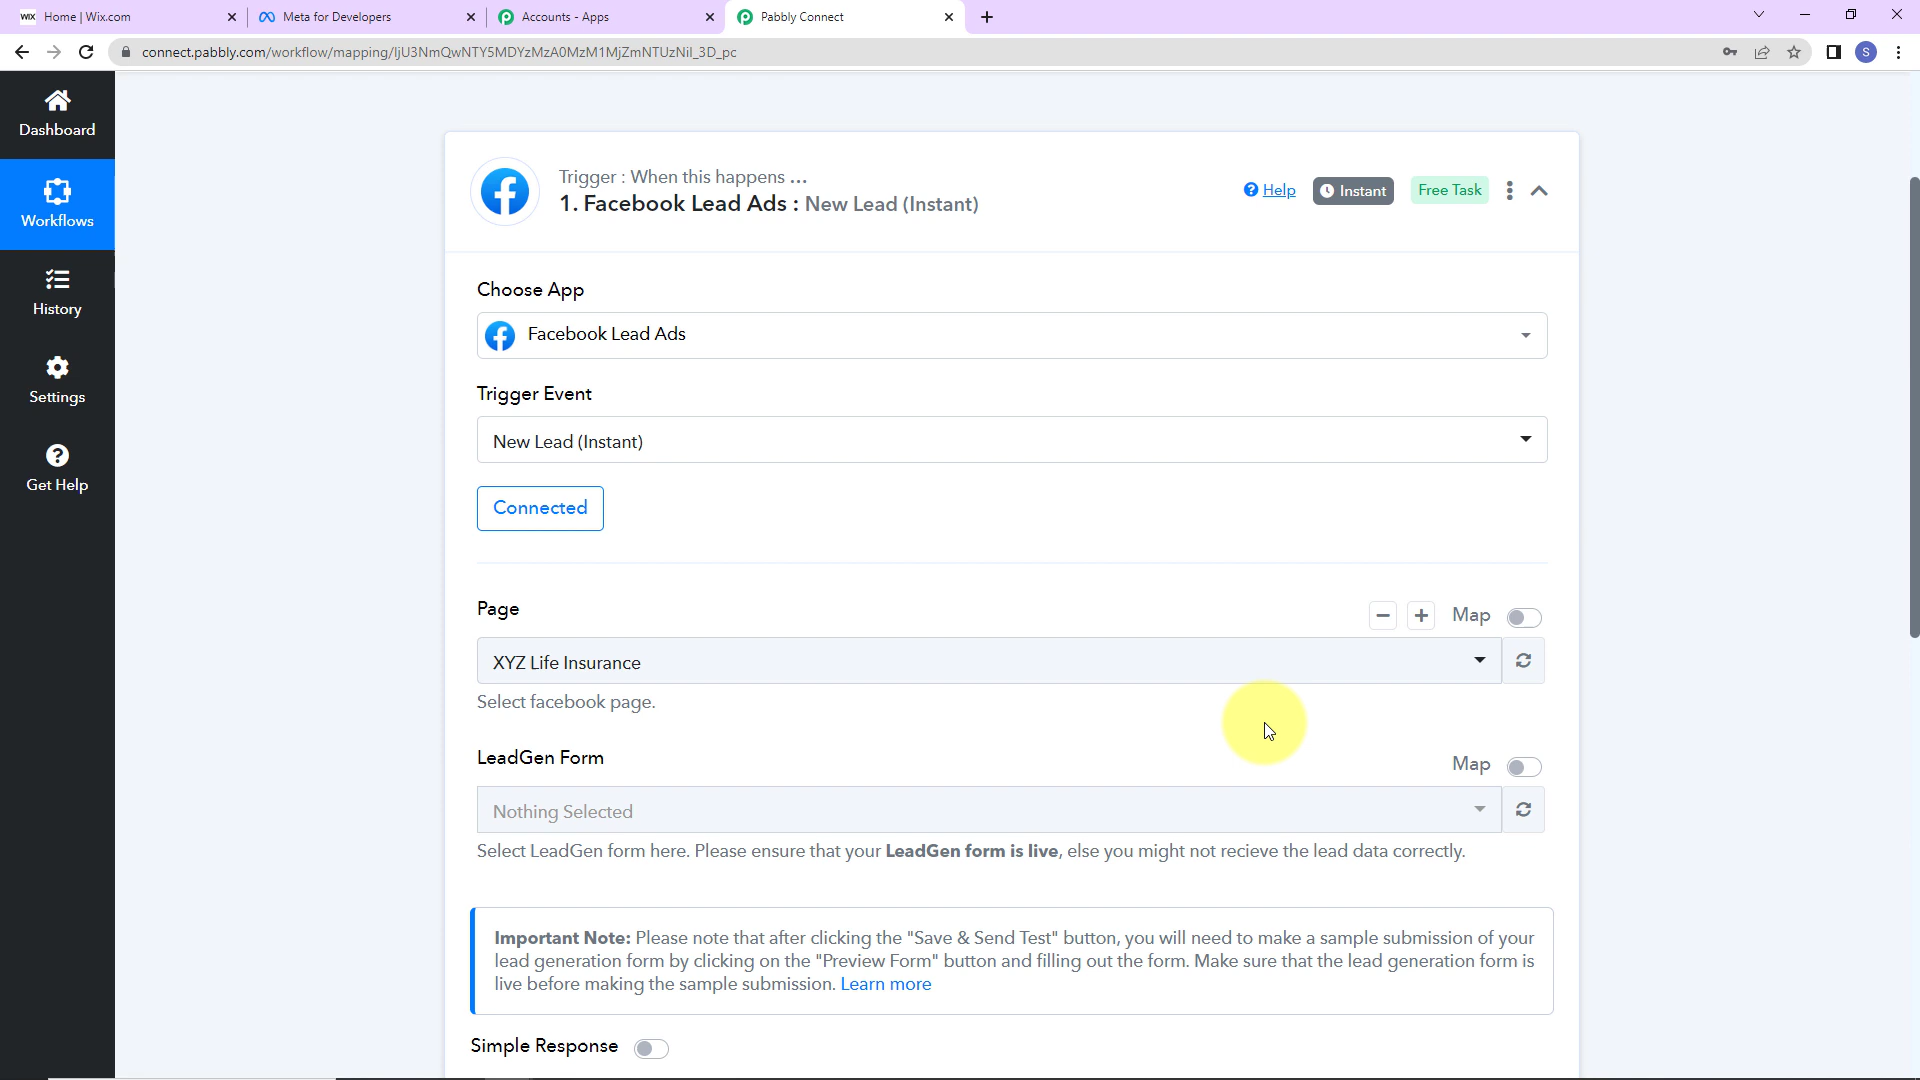 WIX Home | Wix.com
Meta for Developers
Accounts - Apps
Pabbly Connect
connect.pabbly.com/workflow/mapping/IjU3NmQwNTY5MDYzMzA0MzM1MjZmNTUzNiI_3D_pc
S
Dashboard
Workflows
History
Settings
Get Help
Trigger : When this happens ...
1. Facebook Lead Ads : New Lead (Instant)
Help
Instant
Free Task
Choose App
Facebook Lead Ads
Trigger Event
New Lead (Instant)
Connected
Page
Map
XYZ Life Insurance
Select facebook page.
LeadGen Form
Map
Nothing Selected
Select LeadGen form here. Please ensure that your LeadGen form is live, else you might not recieve the lead data correctly.
Important Note: Please note that after clicking the "Save & Send Test" button, you will need to make a sample submission of your
lead generation form by clicking on the "Preview Form" button and filling out the form. Make sure that the lead generation form is
live before making the sample submission. Learn more
Simple Response